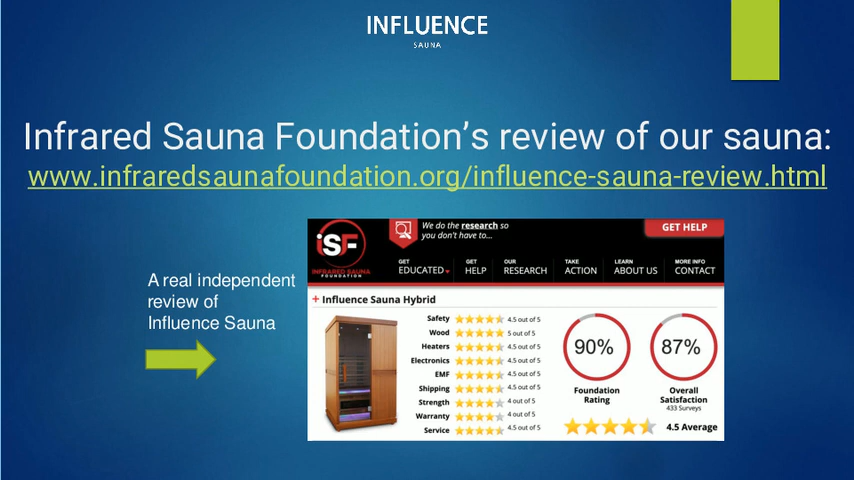 INFLUENCE
SAUNA
Infrared Sauna Foundation's review of our sauna:
www.infraredsaunafoundation.org/influence-sauna-review.html
A real independent
review of
Influence Sauna
We do the research so
you don't have to...
GET HELP
iSF
INFRARED SAUNA
FOUNDATION
GET
EDUCATED
GET
HELP
OUR
RESEARCH
TAKE
ACTION
LEARN
ABOUT US
MORE INFO
CONTACT
+ Influence Sauna Hybrid
Safety 4.5 out of 5
Wood 5 out of 5
Heaters 4.5 out of 5
Electronics 4.5 out of 5
EMF 4.5 out of 5
Shipping 4.5 out of 5
Strength 4 out of 5
Warranty 4 out of 5
Service 4.5 out of 5
90%
Foundation
Rating
87%
Overall
Satisfaction
433 Surveys
4.5 Average